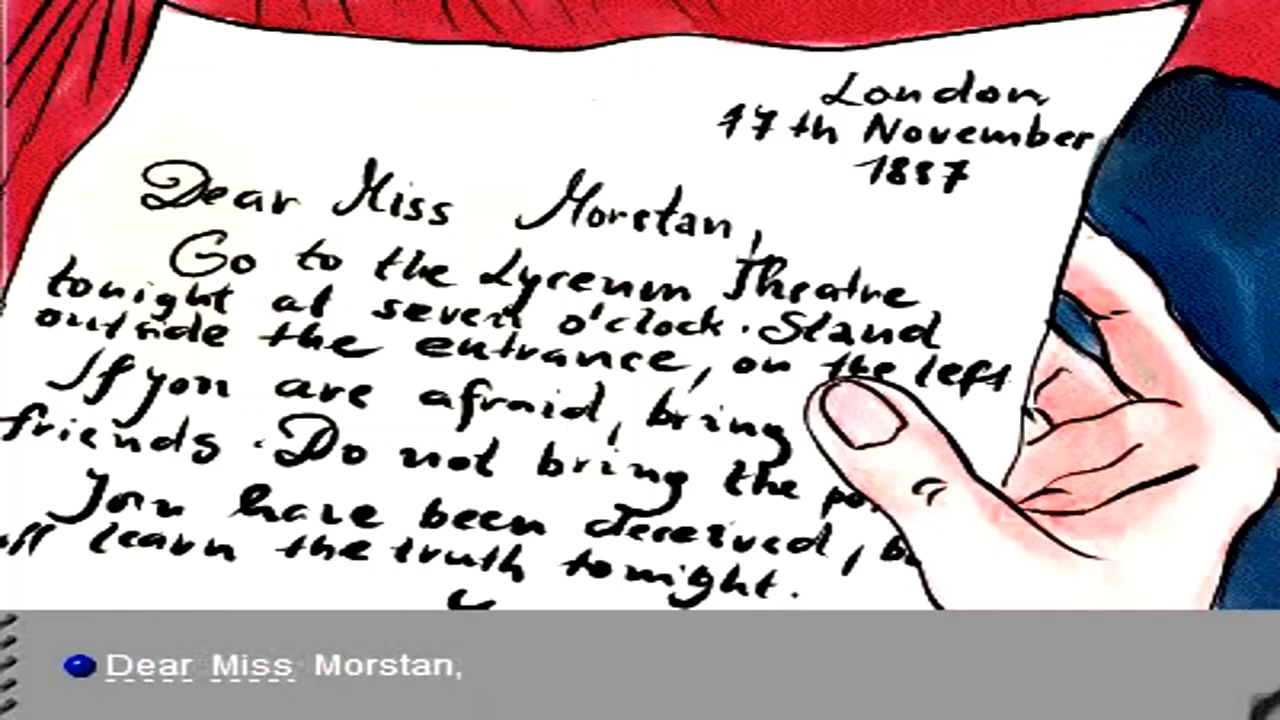 London
17th November
1887
Dear Miss Morstan,
Go to the Lyceum Theatre
tonight at seven o'clock. Stand
outside the entrance, on the left
If you are afraid, bring
friends. Do not bring the
You have been deceived,
learn the truth tonight.
Dear Miss Morstan,